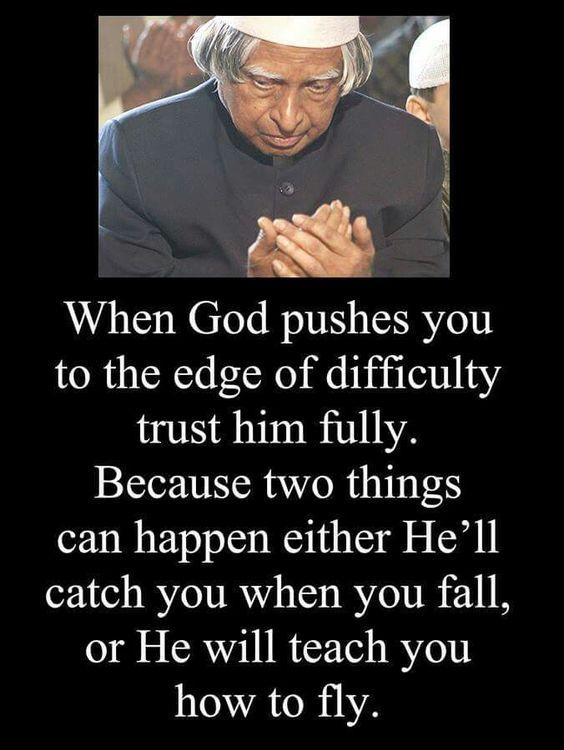 When God pushes you
to the edge of difficulty
trust him fully.
Because two things
can happen either He’ll
catch you when you fall,
or He will teach you
how to fly.